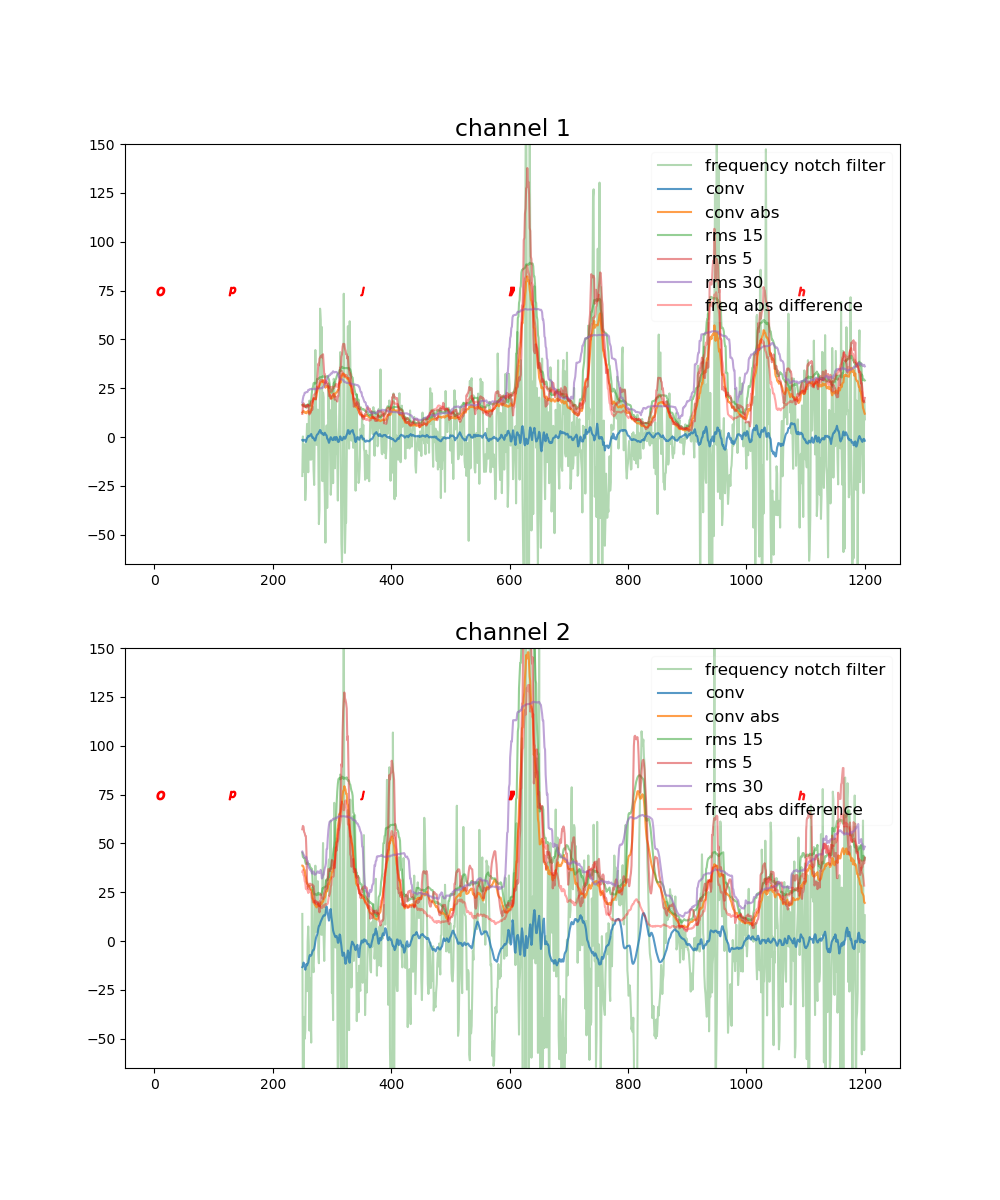 channel 1
150
125
100
75
50
25
0
−25
−50
frequency notch filter
conv
conv abs
rms 15
rms 5
rms 30
freq abs difference
o p h
0 200 400 600 800 1000 1200
channel 2
150
125
100
75
50
25
0
−25
−50
frequency notch filter
conv
conv abs
rms 15
rms 5
rms 30
freq abs difference
o p h
0 200 400 600 800 1000 1200